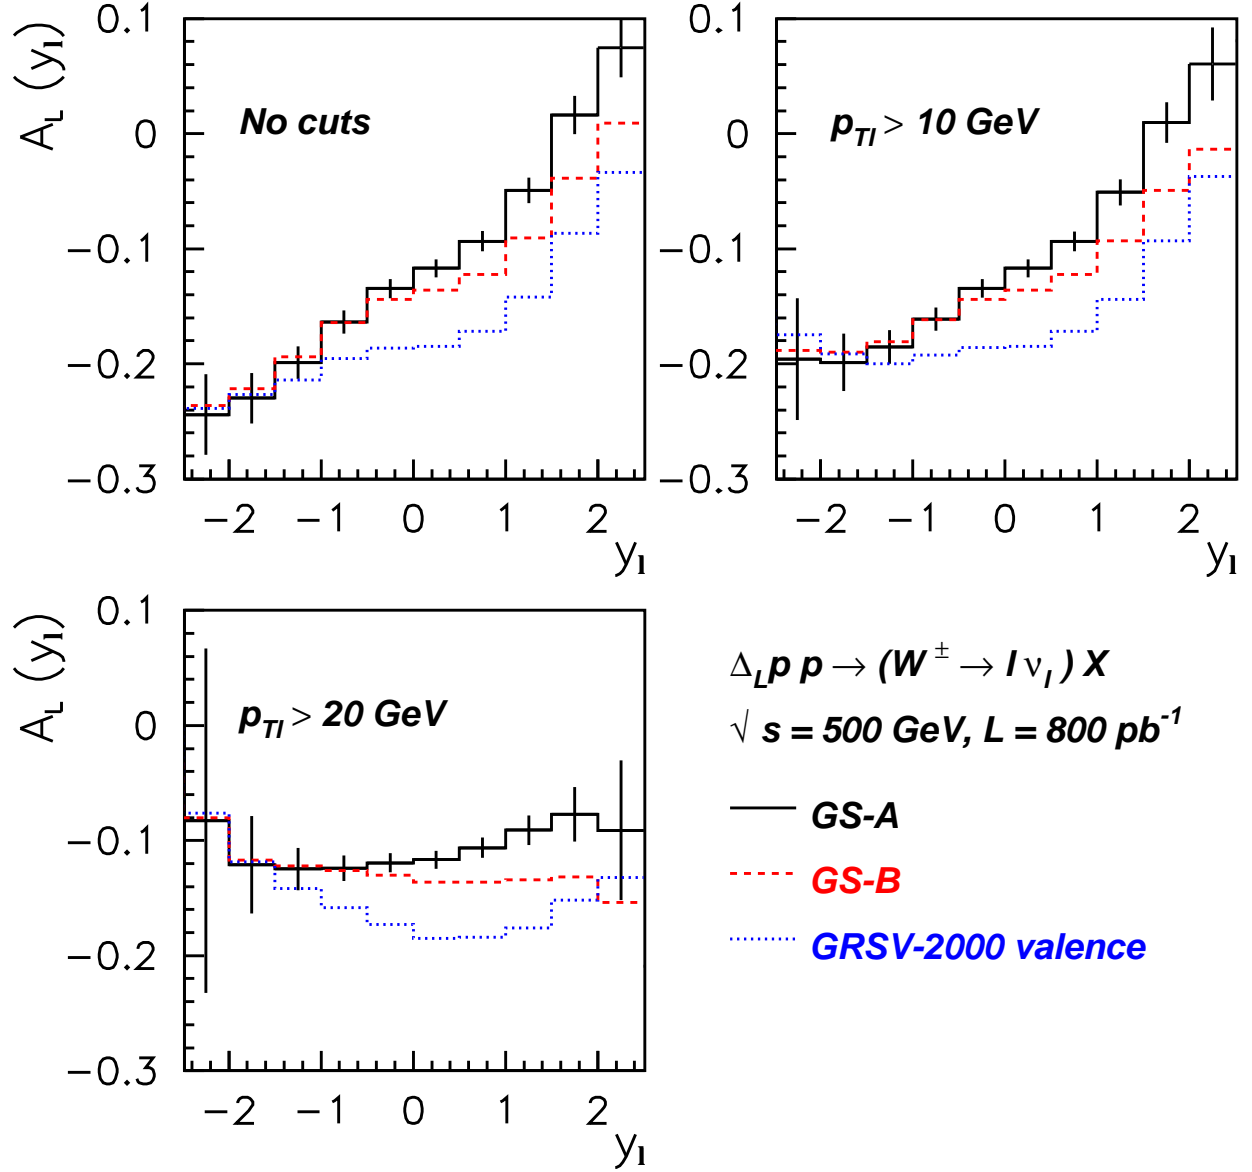 A_L (y_l)
0.1
0
−0.1
−0.2
−0.3
No cuts
−2 −1 0 1 2
y_l
0.1
0
−0.1
−0.2
−0.3
p_Tl > 10 GeV
−2 −1 0 1 2
y_l
A_L (y_l)
0.1
0
−0.1
−0.2
−0.3
p_Tl > 20 GeV
−2 −1 0 1 2
y_l
Δ_L p p → (W^± → l ν_l ) X
√ s = 500 GeV, L = 800 pb^-1
GS-A
GS-B
GRSV-2000 valence